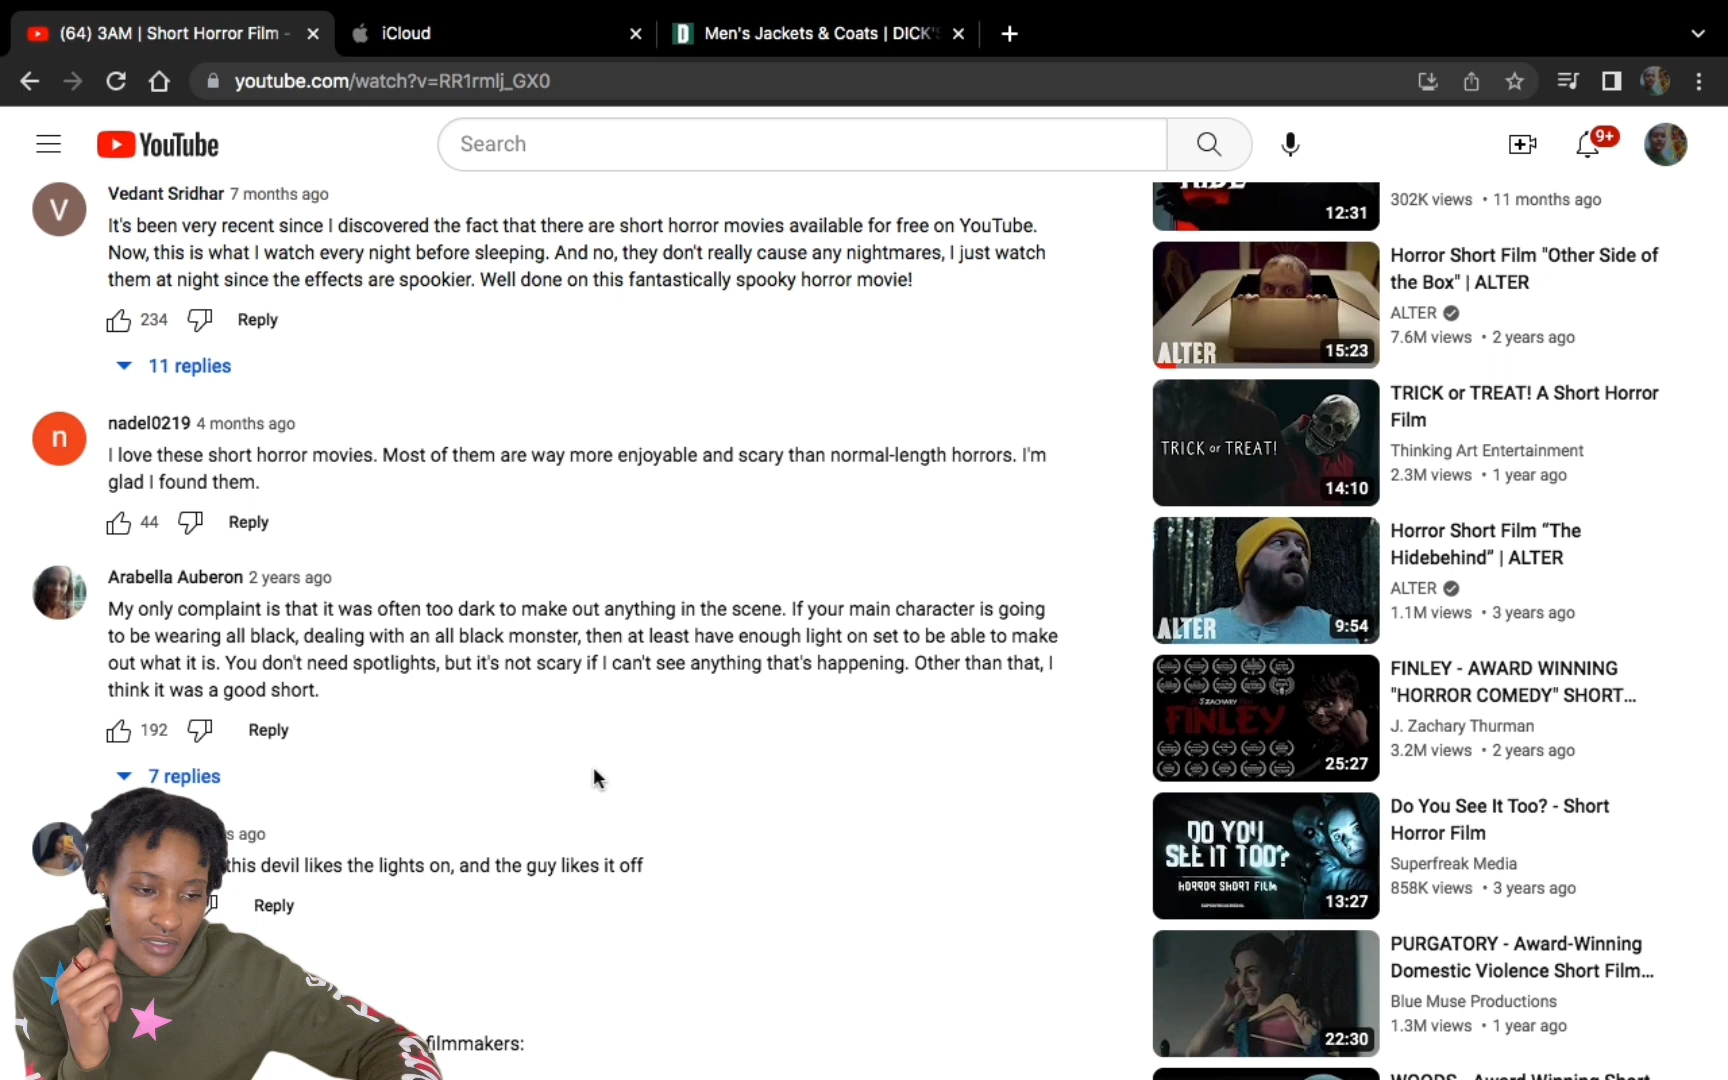 (64) 3AM | Short Horror Film -
iCloud
Men's Jackets & Coats | DICK'S
youtube.com/watch?v=RR1rmlj_GX0
YouTube
Search
9+
V
Vedant Sridhar 7 months ago
It's been very recent since I discovered the fact that there are short horror movies available for free on YouTube.
Now, this is what I watch every night before sleeping. And no, they don't really cause any nightmares, I just watch
them at night since the effects are spookier. Well done on this fantastically spooky horror movie!
234 Reply
11 replies
n
nadel0219 4 months ago
I love these short horror movies. Most of them are way more enjoyable and scary than normal-length horrors. I'm
glad I found them.
44 Reply
Arabella Auberon 2 years ago
My only complaint is that it was often too dark to make out anything in the scene. If your main character is going
to be wearing all black, dealing with an all black monster, then at least have enough light on set to be able to make
out what it is. You don't need spotlights, but it's not scary if I can't see anything that's happening. Other than that, I
think it was a good short.
192 Reply
7 replies
s ago
this devil likes the lights on, and the guy likes it off
Reply
filmmakers:
12:31
302K views • 11 months ago
ALTER
15:23
Horror Short Film "Other Side of
the Box" | ALTER
ALTER
7.6M views • 2 years ago
TRICK or TREAT!
14:10
TRICK or TREAT! A Short Horror
Film
Thinking Art Entertainment
2.3M views • 1 year ago
ALTER
9:54
Horror Short Film “The
Hidebehind” | ALTER
ALTER
1.1M views • 3 years ago
FINLEY
25:27
FINLEY - AWARD WINNING
"HORROR COMEDY" SHORT...
J. Zachary Thurman
3.2M views • 2 years ago
DO YOU
SEE IT TOO?
HORROR SHORT FILM
13:27
Do You See It Too? - Short
Horror Film
Superfreak Media
858K views • 3 years ago
22:30
PURGATORY - Award-Winning
Domestic Violence Short Film...
Blue Muse Productions
1.3M views • 1 year ago
WOODS - Award Winning Short